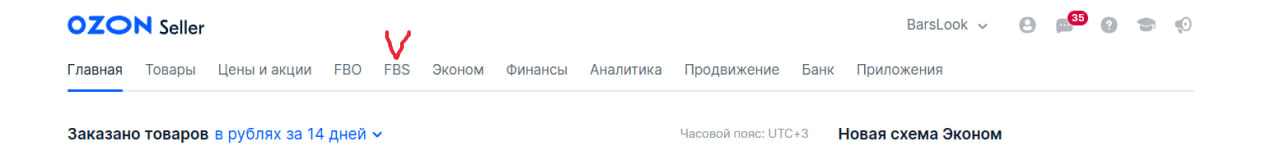 OZON Seller
BarsLook
35
Главная Товары Цены и акции FBO FBS Эконом Финансы Аналитика Продвижение Банк Приложения
Заказано товаров в рублях за 14 дней Часовой пояс: UTC+3 Новая схема Эконом